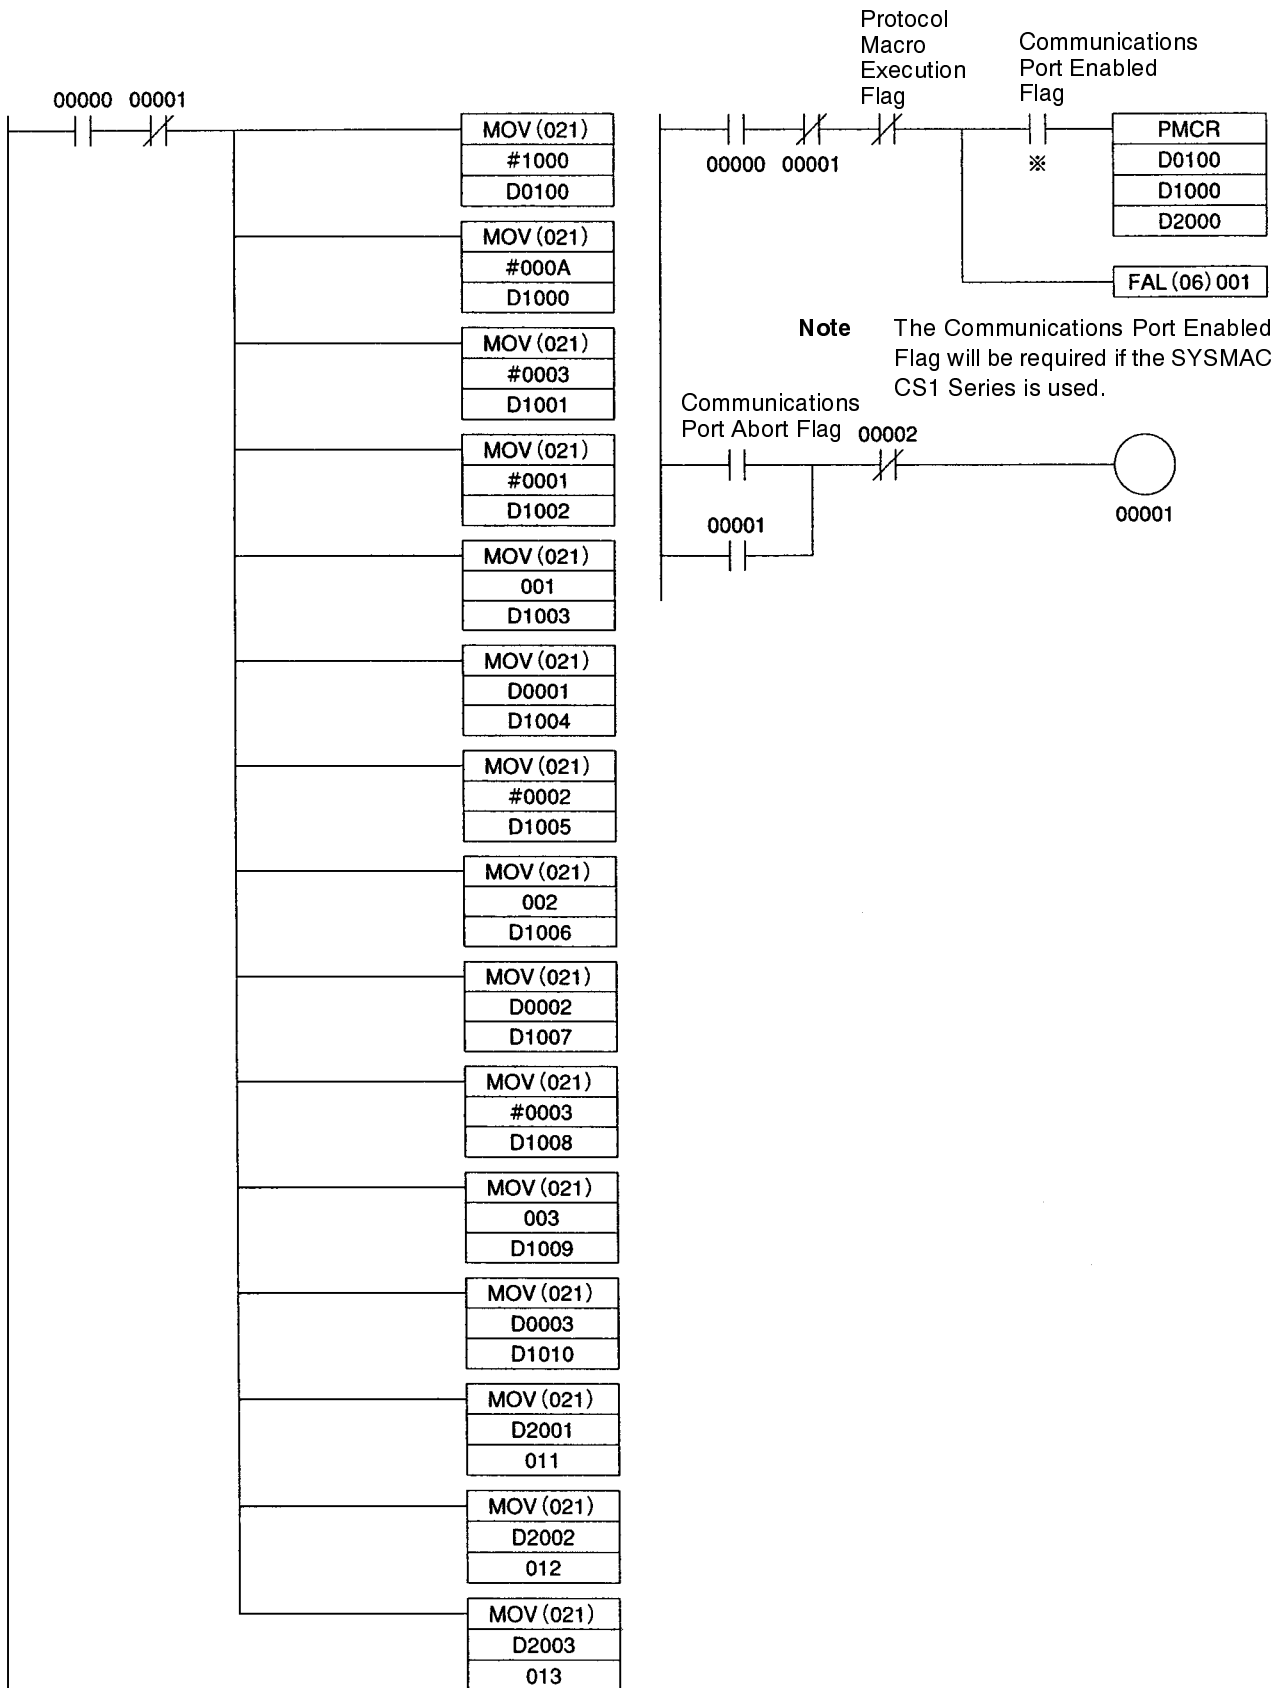 00000 00001
MOV(021)
#1000
D0100
MOV(021)
#000A
D1000
MOV(021)
#0003
D1001
MOV(021)
#0001
D1002
MOV(021)
001
D1003
MOV(021)
D0001
D1004
MOV(021)
#0002
D1005
MOV(021)
002
D1006
MOV(021)
D0002
D1007
MOV(021)
#0003
D1008
MOV(021)
003
D1009
MOV(021)
D0003
D1010
MOV(021)
D2001
011
MOV(021)
D2002
012
MOV(021)
D2003
013
Protocol
Macro
Execution
Flag
Communications
Port Enabled
Flag
00000 00001
※
PMCR
D0100
D1000
D2000
FAL(06)001
Note The Communications Port Enabled
Flag will be required if the SYSMAC
CS1 Series is used.
Communications
Port Abort Flag
00002
00001
00001